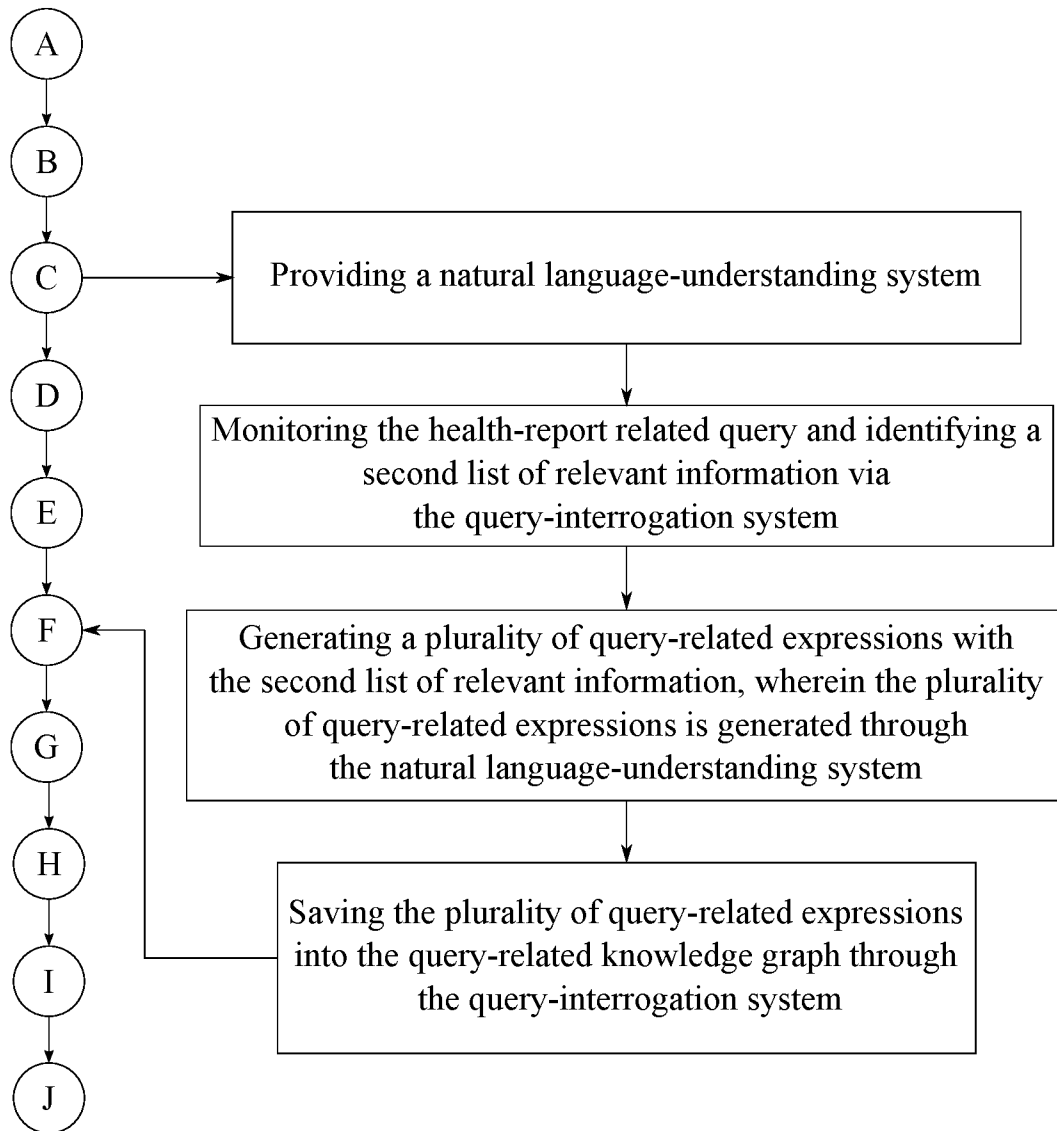 A
B
C
Providing a natural language-understanding system
D
Monitoring the health-report related query and identifying a
second list of relevant information via
the query-interrogation system
E
F
Generating a plurality of query-related expressions with
the second list of relevant information, wherein the plurality
of query-related expressions is generated through
the natural language-understanding system
G
H
Saving the plurality of query-related expressions
into the query-related knowledge graph through
the query-interrogation system
I
J